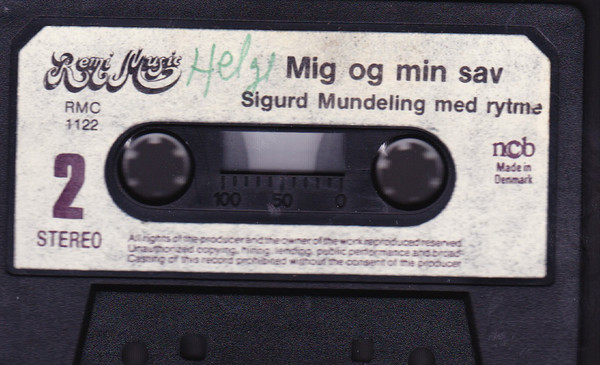 Remi Music
Helge
Mig og min sav
Sigurd Mundeling med rytme
RMC
1122
ncb
Made in
Denmark
2
STEREO
100 50 0
All rights of the producer and the owner of the work reproduced reserved
Unauthorized copying, hiring, lending, public performance and broad-
Casting of this record prohibited without the consent of the producer